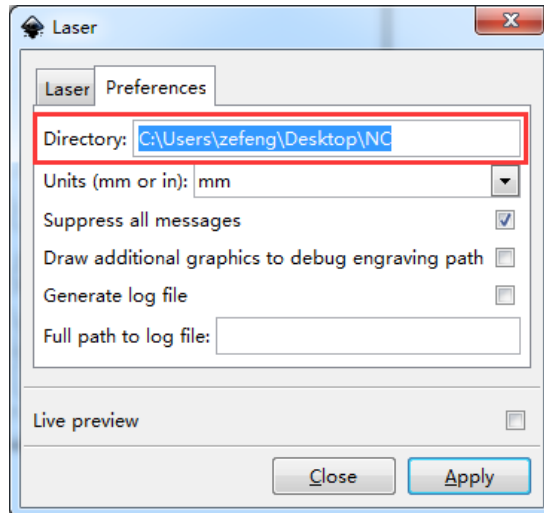 Laser
Laser Preferences
Directory: C:\Users\zefeng\Desktop\NC
Units (mm or in): mm
Suppress all messages
Draw additional graphics to debug engraving path
Generate log file
Full path to log file:
Live preview
Close Apply